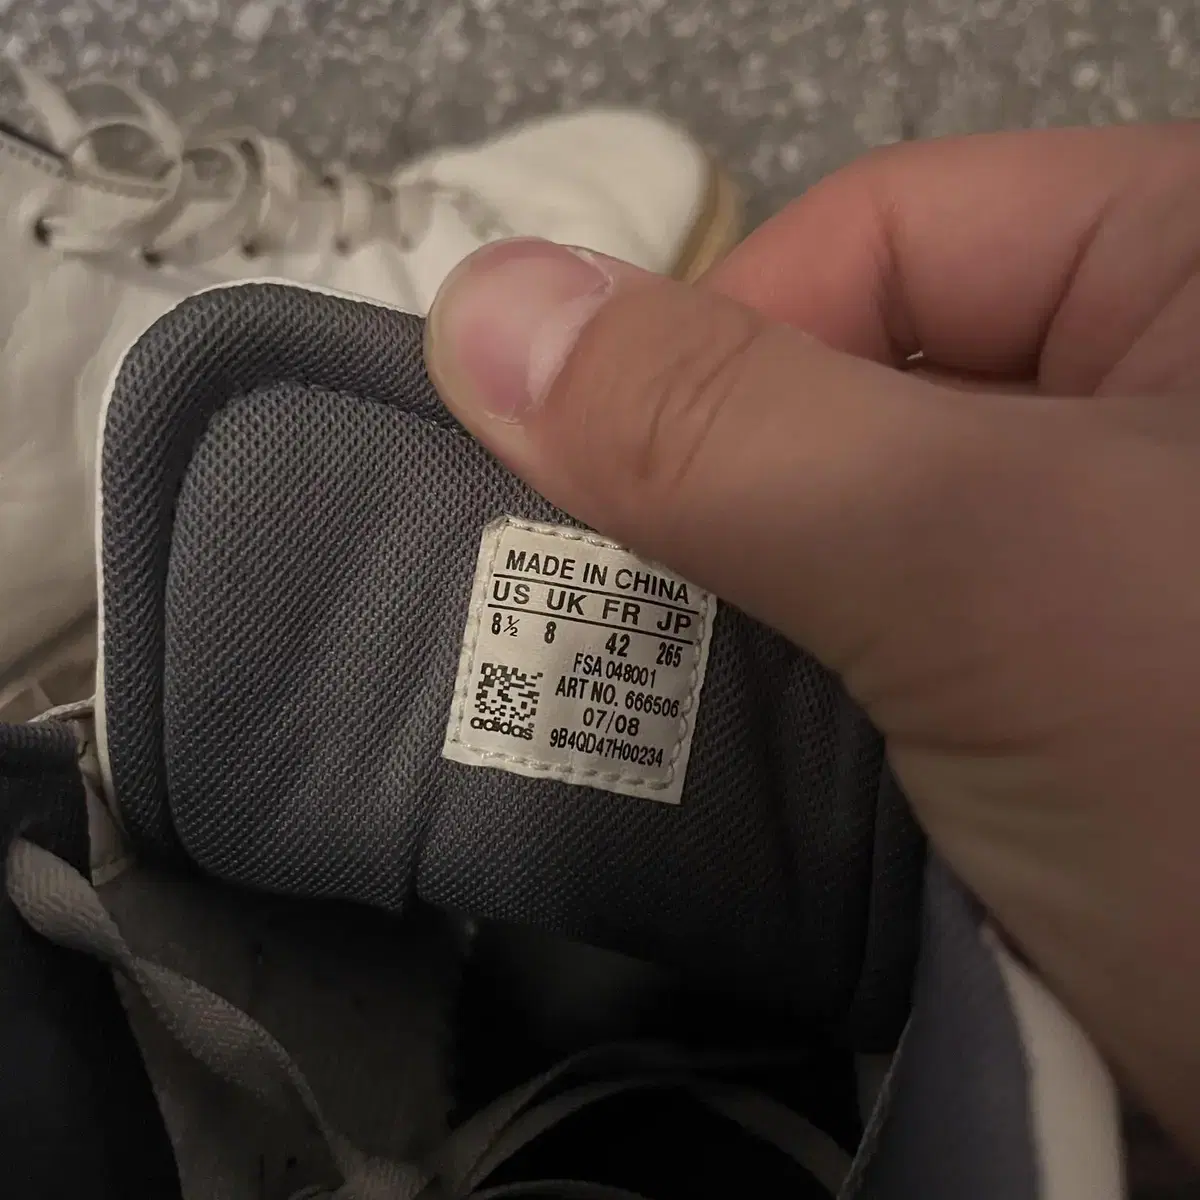 MADE IN CHINA
US UK FR JP
8½ 8 42 265
FSA 048001
ART NO. 666506
07/08
adidas
9B4QD47H00234